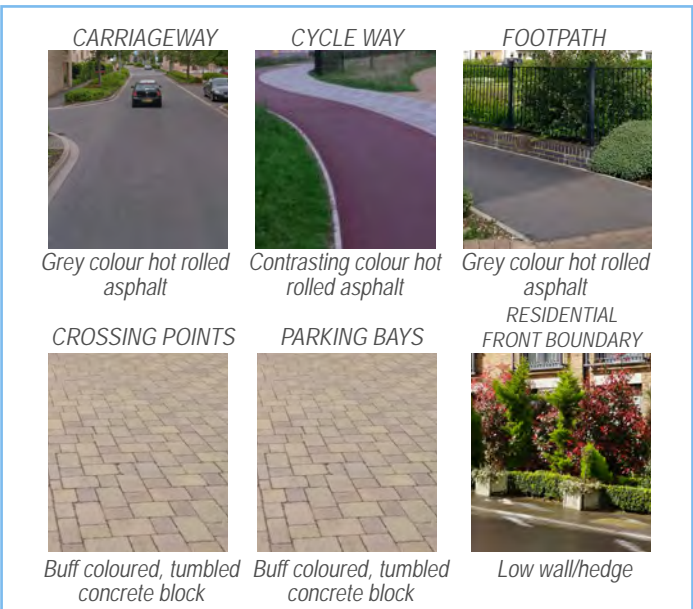 CARRIAGEWAY
CYCLE WAY
FOOTPATH
Grey colour hot rolled
asphalt
Contrasting colour hot
rolled asphalt
Grey colour hot rolled
asphalt
CROSSING POINTS
PARKING BAYS
RESIDENTIAL
FRONT BOUNDARY
Buff coloured, tumbled
concrete block
Buff coloured, tumbled
concrete block
Low wall/hedge